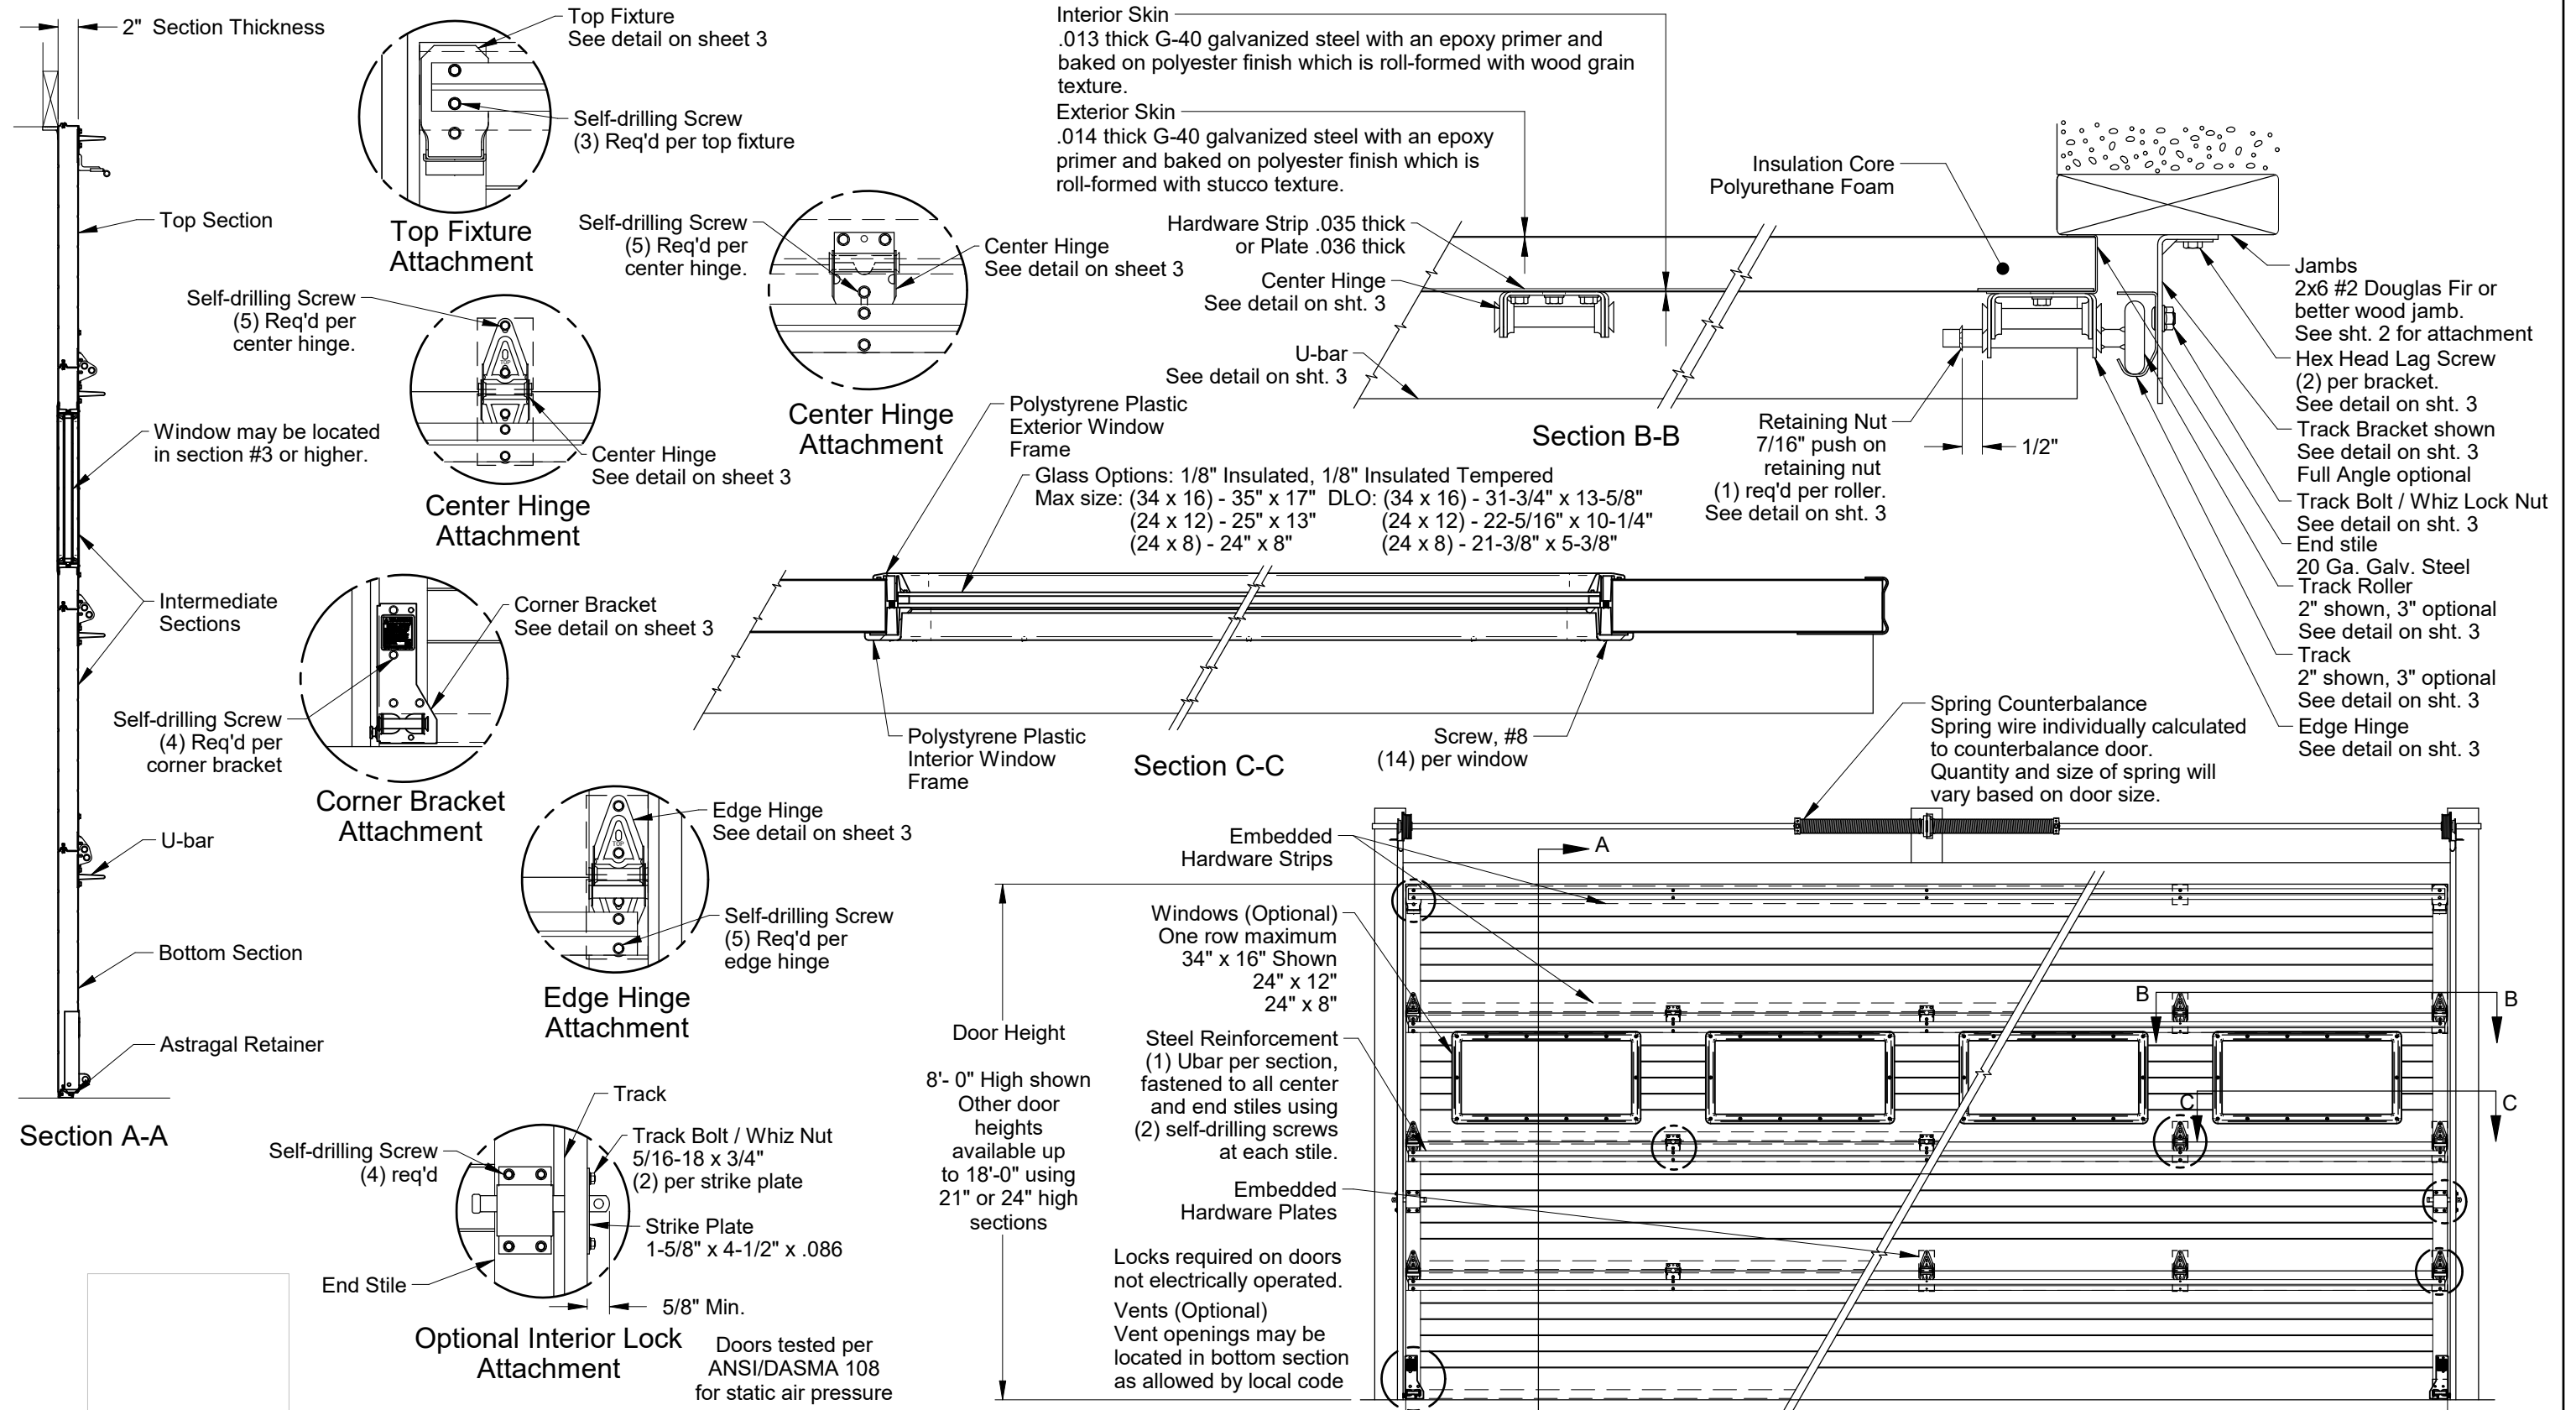 2"  Section Thickness
Top Section
Window may be located
in section #3 or higher.
Intermediate
Sections
U-bar
Bottom Section
Astragal Retainer
Section A-A
Top Fixture
See detail on sheet 3
Self-drilling Screw
(3) Req'd per top fixture
Top Fixture
Attachment
Self-drilling Screw
(5) Req'd per
center hinge.
TOP
Center Hinge
See detail on sheet 3
Center Hinge
Attachment
Self-drilling Screw
(5) Req'd per
center hinge.
Center Hinge
See detail on sheet 3
Center Hinge
Attachment
Corner Bracket
See detail on sheet 3
Self-drilling Screw
(4) Req'd per
corner bracket
Corner Bracket
Attachment
Edge Hinge
See detail on sheet 3
TOP
Self-drilling Screw
(5) Req'd per
edge hinge
Edge Hinge
Attachment
Track
Self-drilling Screw
(4) req'd
Track Bolt / Whiz Nut
5/16-18 x 3/4"
(2) per strike plate
Strike Plate
1-5/8" x 4-1/2" x .086
End Stile
5/8" Min.
Optional Interior Lock
Attachment
Doors tested per
ANSI/DASMA 108
for static air pressure
Interior Skin
.013 thick G-40 galvanized steel with an epoxy primer and
baked on polyester finish which is roll-formed with wood grain
texture.
Exterior Skin
.014 thick G-40 galvanized steel with an epoxy
primer and baked on polyester finish which is
roll-formed with stucco texture.
Insulation Core
Polyurethane Foam
Hardware Strip .035 thick
or Plate .036 thick
Center Hinge
See detail on sht. 3
U-bar
See detail on sht. 3
Section B-B
Retaining Nut
7/16" push on
retaining nut
(1) req'd per roller.
See detail on sht. 3
1/2"
Jambs
2x6 #2 Douglas Fir or
better wood jamb.
See sht. 2 for attachment
Hex Head Lag Screw
(2) per bracket.
See detail on sht. 3
Track Bracket shown
See detail on sht. 3
Full Angle optional
Track Bolt / Whiz Lock Nut
See detail on sht. 3
End stile
20 Ga. Galv. Steel
Track Roller
2" shown, 3" optional
See detail on sht. 3
Track
2" shown, 3" optional
See detail on sht. 3
Edge Hinge
See detail on sht. 3
Polystyrene Plastic
Exterior Window
Frame
Glass Options: 1/8" Insulated, 1/8" Insulated Tempered
Max size: (34 x 16) - 35" x 17"  DLO: (34 x 16) - 31-3/4" x 13-5/8"
(24 x 12) - 25" x 13"  (24 x 12) - 22-5/16" x 10-1/4"
(24 x 8) - 24" x 8"  (24 x 8) - 21-3/8" x 5-3/8"
Polystyrene Plastic
Interior Window
Frame
Section C-C
Screw, #8
(14) per window
Spring Counterbalance
Spring wire individually calculated
to counterbalance door.
Quantity and size of spring will
vary based on door size.
Embedded
Hardware Strips
A
Windows (Optional)
One row maximum
34" x 16" Shown
24" x 12"
24" x 8"
Door Height
8'- 0" High shown
Other door
heights
available up
to 18'-0" using
21" or 24" high
sections
Steel Reinforcement
(1) Ubar per section,
fastened to all center
and end stiles using
(2) self-drilling screws
at each stile.
B
B
C
C
Embedded
Hardware Plates
Locks required on doors
not electrically operated.
Vents (Optional)
Vent openings may be
located in bottom section
as allowed by local code